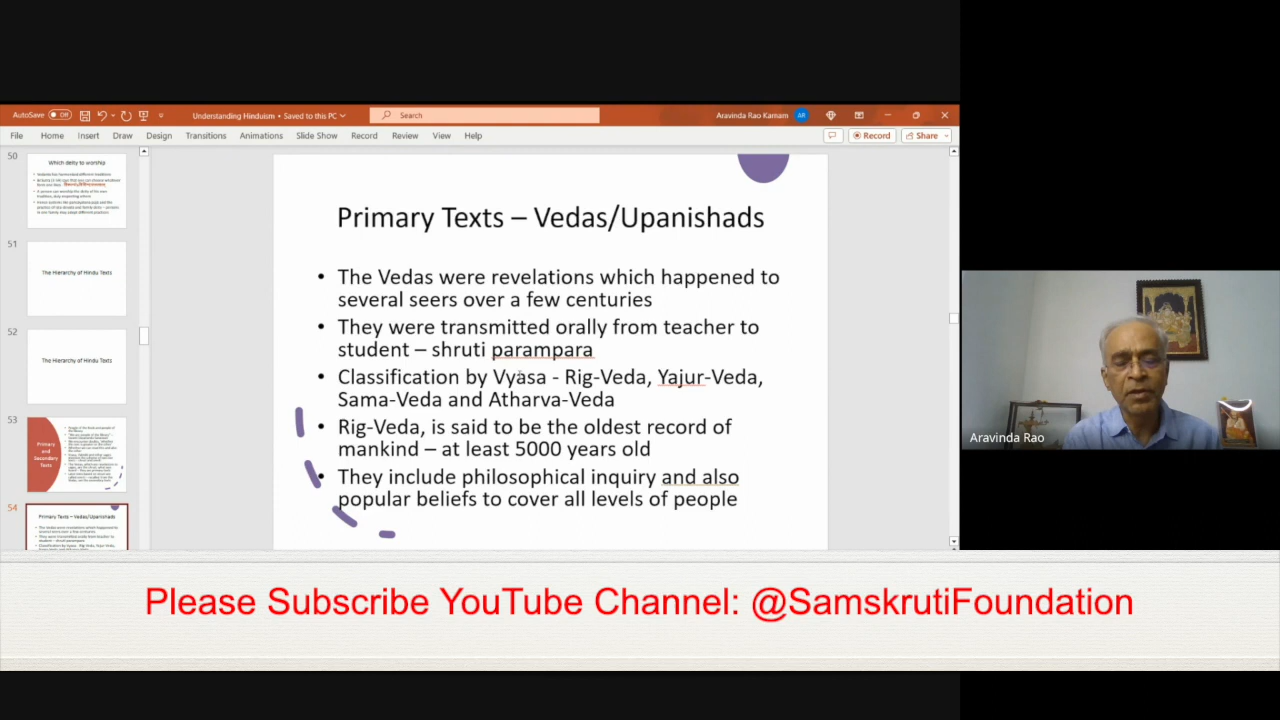 AutoSave Off Understanding Hinduism • Saved to this PC Search Aravinda Rao Kamam AR
File Home Insert Draw Design Transitions Animations Slide Show Record Review View Help Record Share
50
Which deity to worship
51
The Hierarchy of Hindu Texts
52
The Hierarchy of Hindu Texts
53
Primary
and
Secondary
Texts
54
Primary Texts – Vedas/Upanishads
Primary Texts – Vedas/Upanishads
• The Vedas were revelations which happened to
several seers over a few centuries
• They were transmitted orally from teacher to
student – shruti parampara
• Classification by Vyasa - Rig-Veda, Yajur-Veda,
Sama-Veda and Atharva-Veda
• Rig-Veda, is said to be the oldest record of
mankind – at least 5000 years old
• They include philosophical inquiry and also
popular beliefs to cover all levels of people
Aravinda Rao
Please Subscribe YouTube Channel: @SamskrutiFoundation